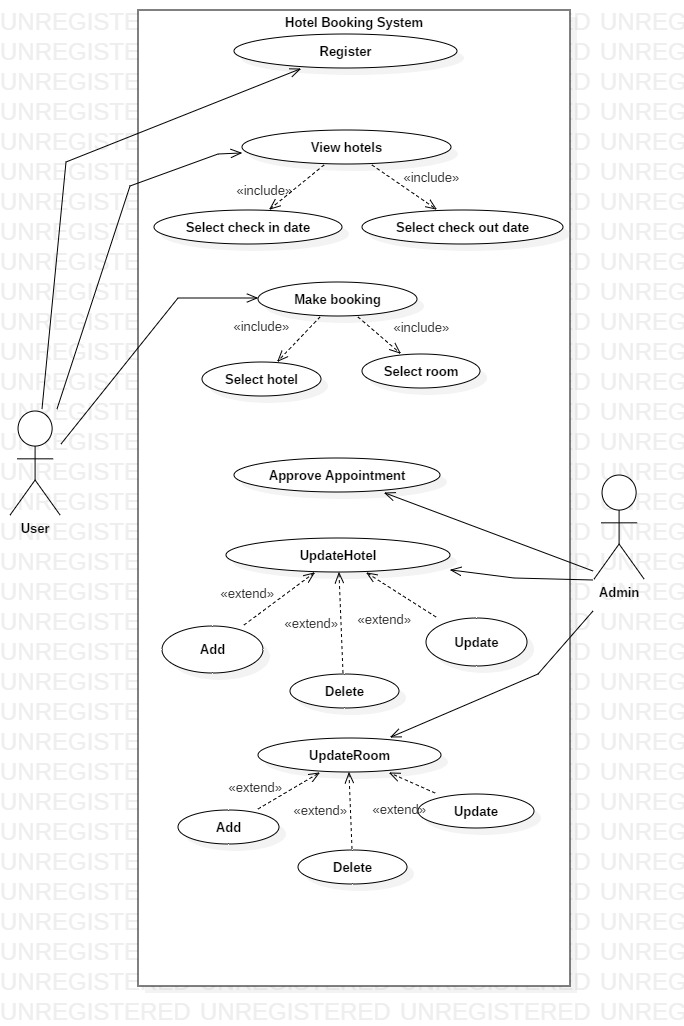 Hotel Booking System
Register
View hotels
«include»
«include»
Select check in date
Select check out date
Make booking
«include»
«include»
Select hotel
Select room
User
Approve Appointment
UpdateHotel
Admin
«extend»
«extend»
«extend»
Add
Update
Delete
UpdateRoom
«extend»
«extend»
«extend»
Add
Update
Delete
UNREGISTERED UNREGISTERED UNREGISTERED UNREGISTERED